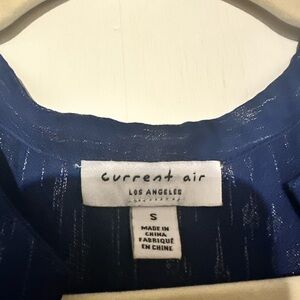 current air
LOS ANGELES
S
MADE IN
CHINA
FABRIQUÉ
EN CHINE